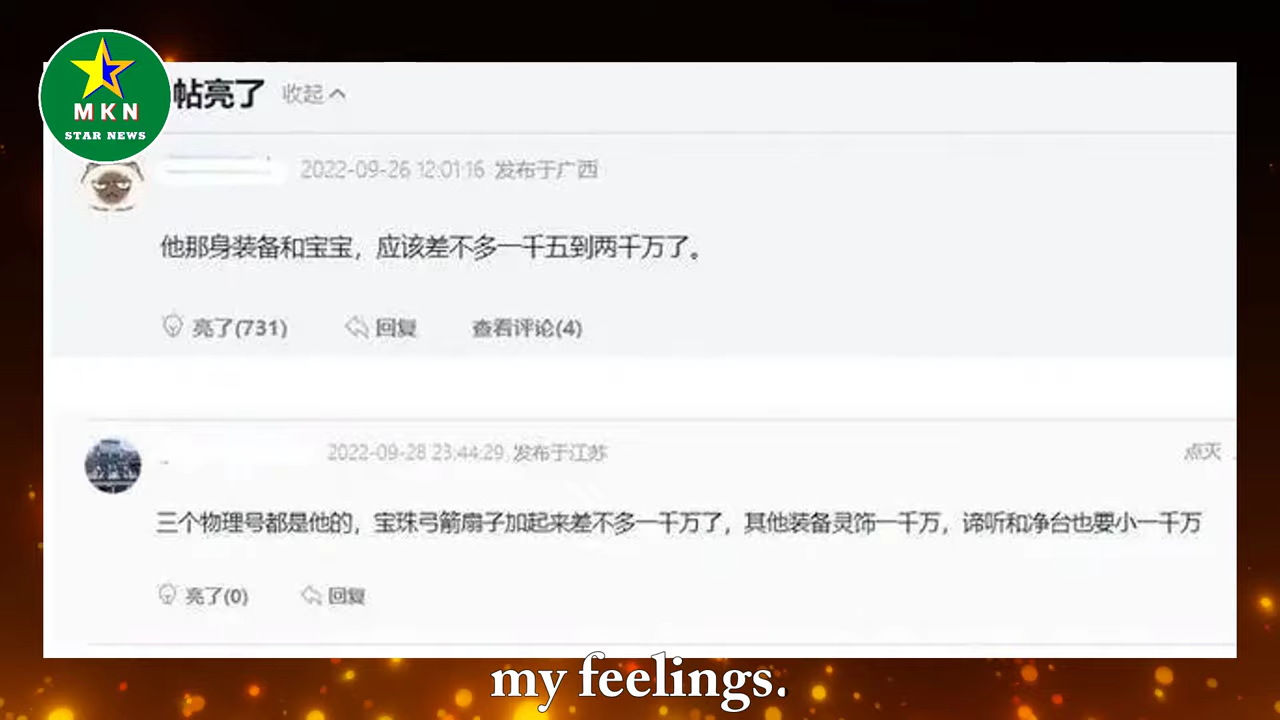 MKN
STAR NEWS
帖亮了 收起
2022-09-26 12:01:16 发布于广西
他那身装备和宝宝，应该差不多一千五到两千万了。
亮了(731) 回复 查看评论(4)
2022-09-28 23:44:29 发布于江苏 点灭
三个物理号都是他的，宝珠弓箭扇子加起来差不多一千万了，其他装备灵饰一千万，谛听和净台也要小一千万
亮了(0) 回复
my feelings.